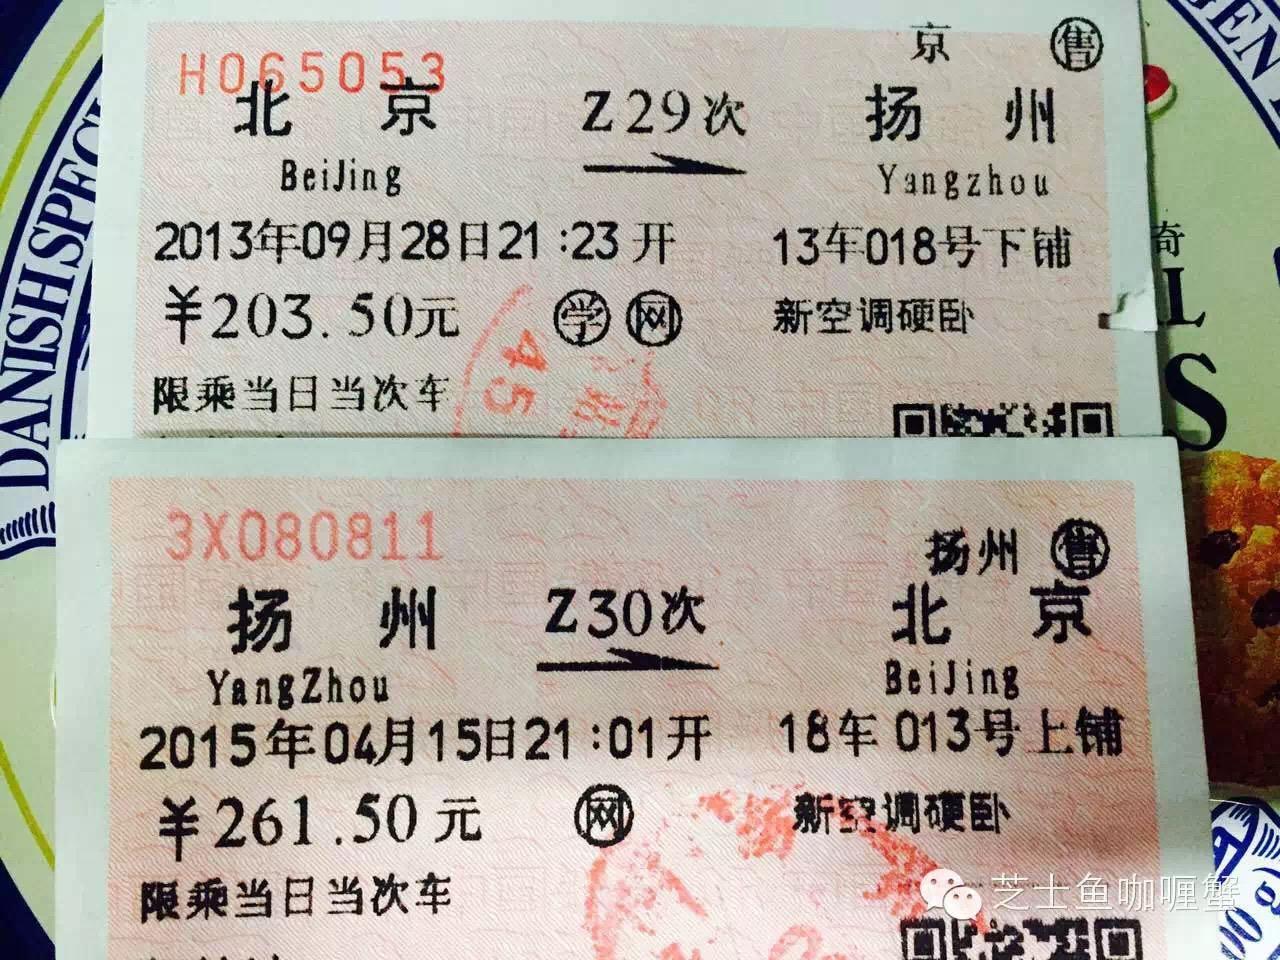 DANISH SPECI
GEN
京 售
H065053
北京 Z29次 扬州
BeiJing Yangzhou
2013年09月28日21:23开 13车018号下铺
¥203.50元 学 网 新空调硬卧
限乘当日当次车
45
奇
L
S
3X080811
扬州 售
扬州 Z30次 北京
YangZhou BeiJing
2015年04月15日21:01开 18车013号上铺
¥261.50元 网 新空调硬卧
限乘当日当次车
芝士鱼咖喱蟹
00 g)